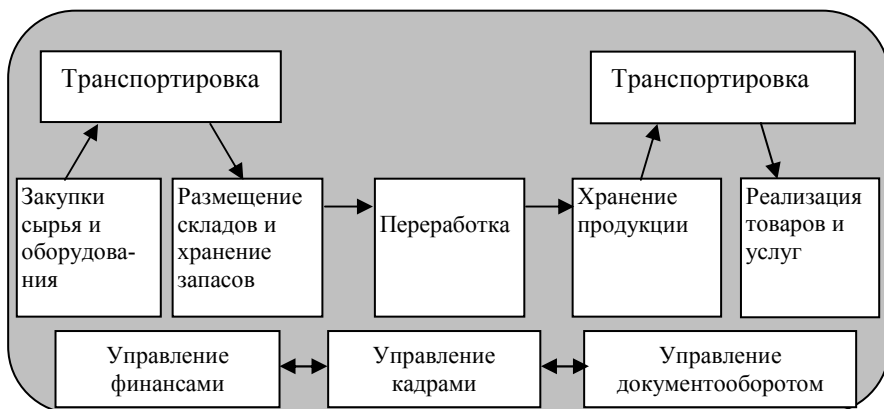 Транспортировка
Транспортировка
Закупки
сырья и
оборудова-
ния
Размещение
складов и
хранение
запасов
Переработка
Хранение
продукции
Реализация
товаров и
услуг
Управление
финансами
Управление
кадрами
Управление
документооборотом